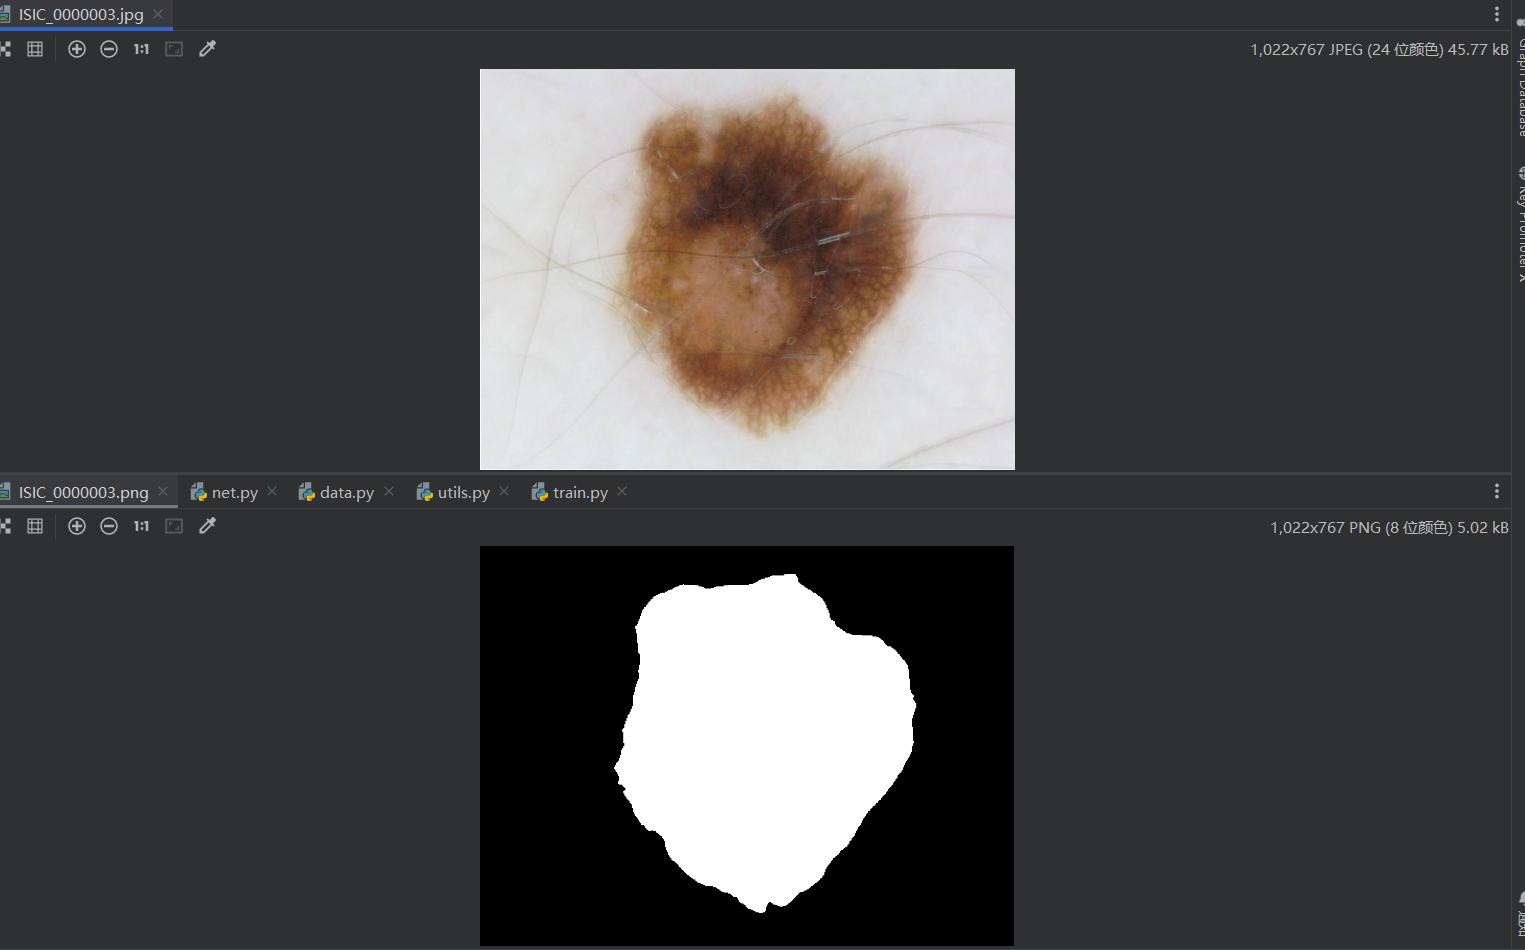 ISIC_0000003.jpg
1:1
1,022x767 JPEG (24 位颜色) 45.77 kB
Graph Database
Key Promoter X
ISIC_0000003.png net.py data.py utils.py train.py
1:1
1,022x767 PNG (8 位颜色) 5.02 kB